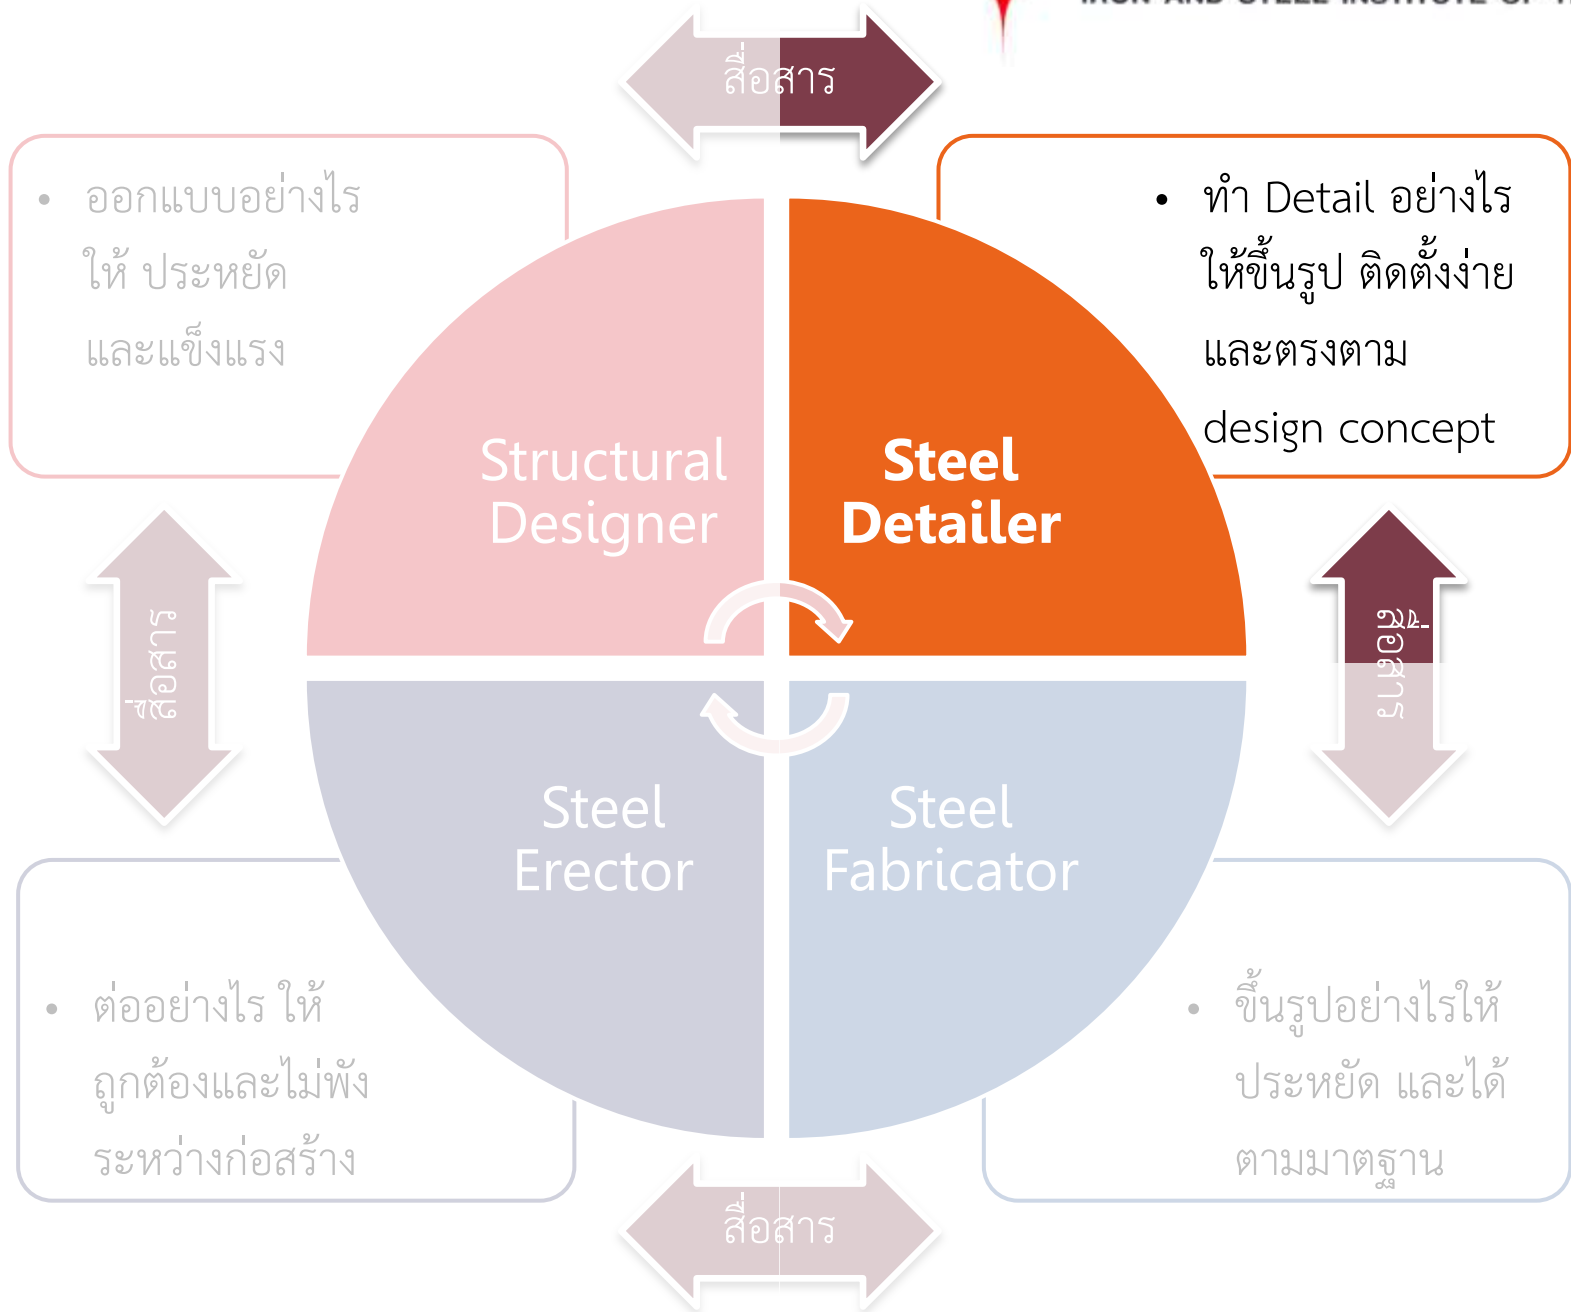 IRON AND STEEL INSTITUTE OF
สื่อสาร
• ออกแบบอย่างไร
ให้ ประหยัด
และแข็งแรง
• ทำ Detail อย่างไร
ให้ขึ้นรูป ติดตั้งง่าย
และตรงตาม
design concept
Structural
Designer
Steel
Detailer
สื่อสาร
สื่อสาร
Steel
Erector
Steel
Fabricator
• ต่ออย่างไร ให้
ถูกต้องและไม่พัง
ระหว่างก่อสร้าง
• ขึ้นรูปอย่างไรให้
ประหยัด และได้
ตามมาตฐาน
สื่อสาร